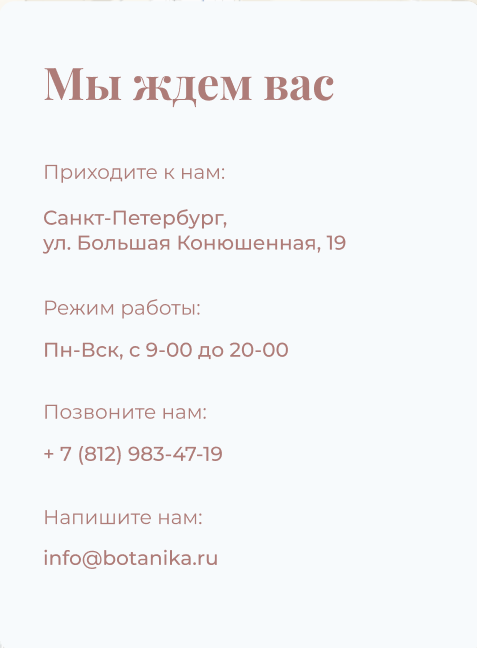 Мы ждем вас
Приходите к нам:
Санкт-Петербург,
ул. Большая Конюшенная, 19
Режим работы:
Пн-Вск, с 9-00 до 20-00
Позвоните нам:
+ 7 (812) 983-47-19
Напишите нам:
info@botanika.ru